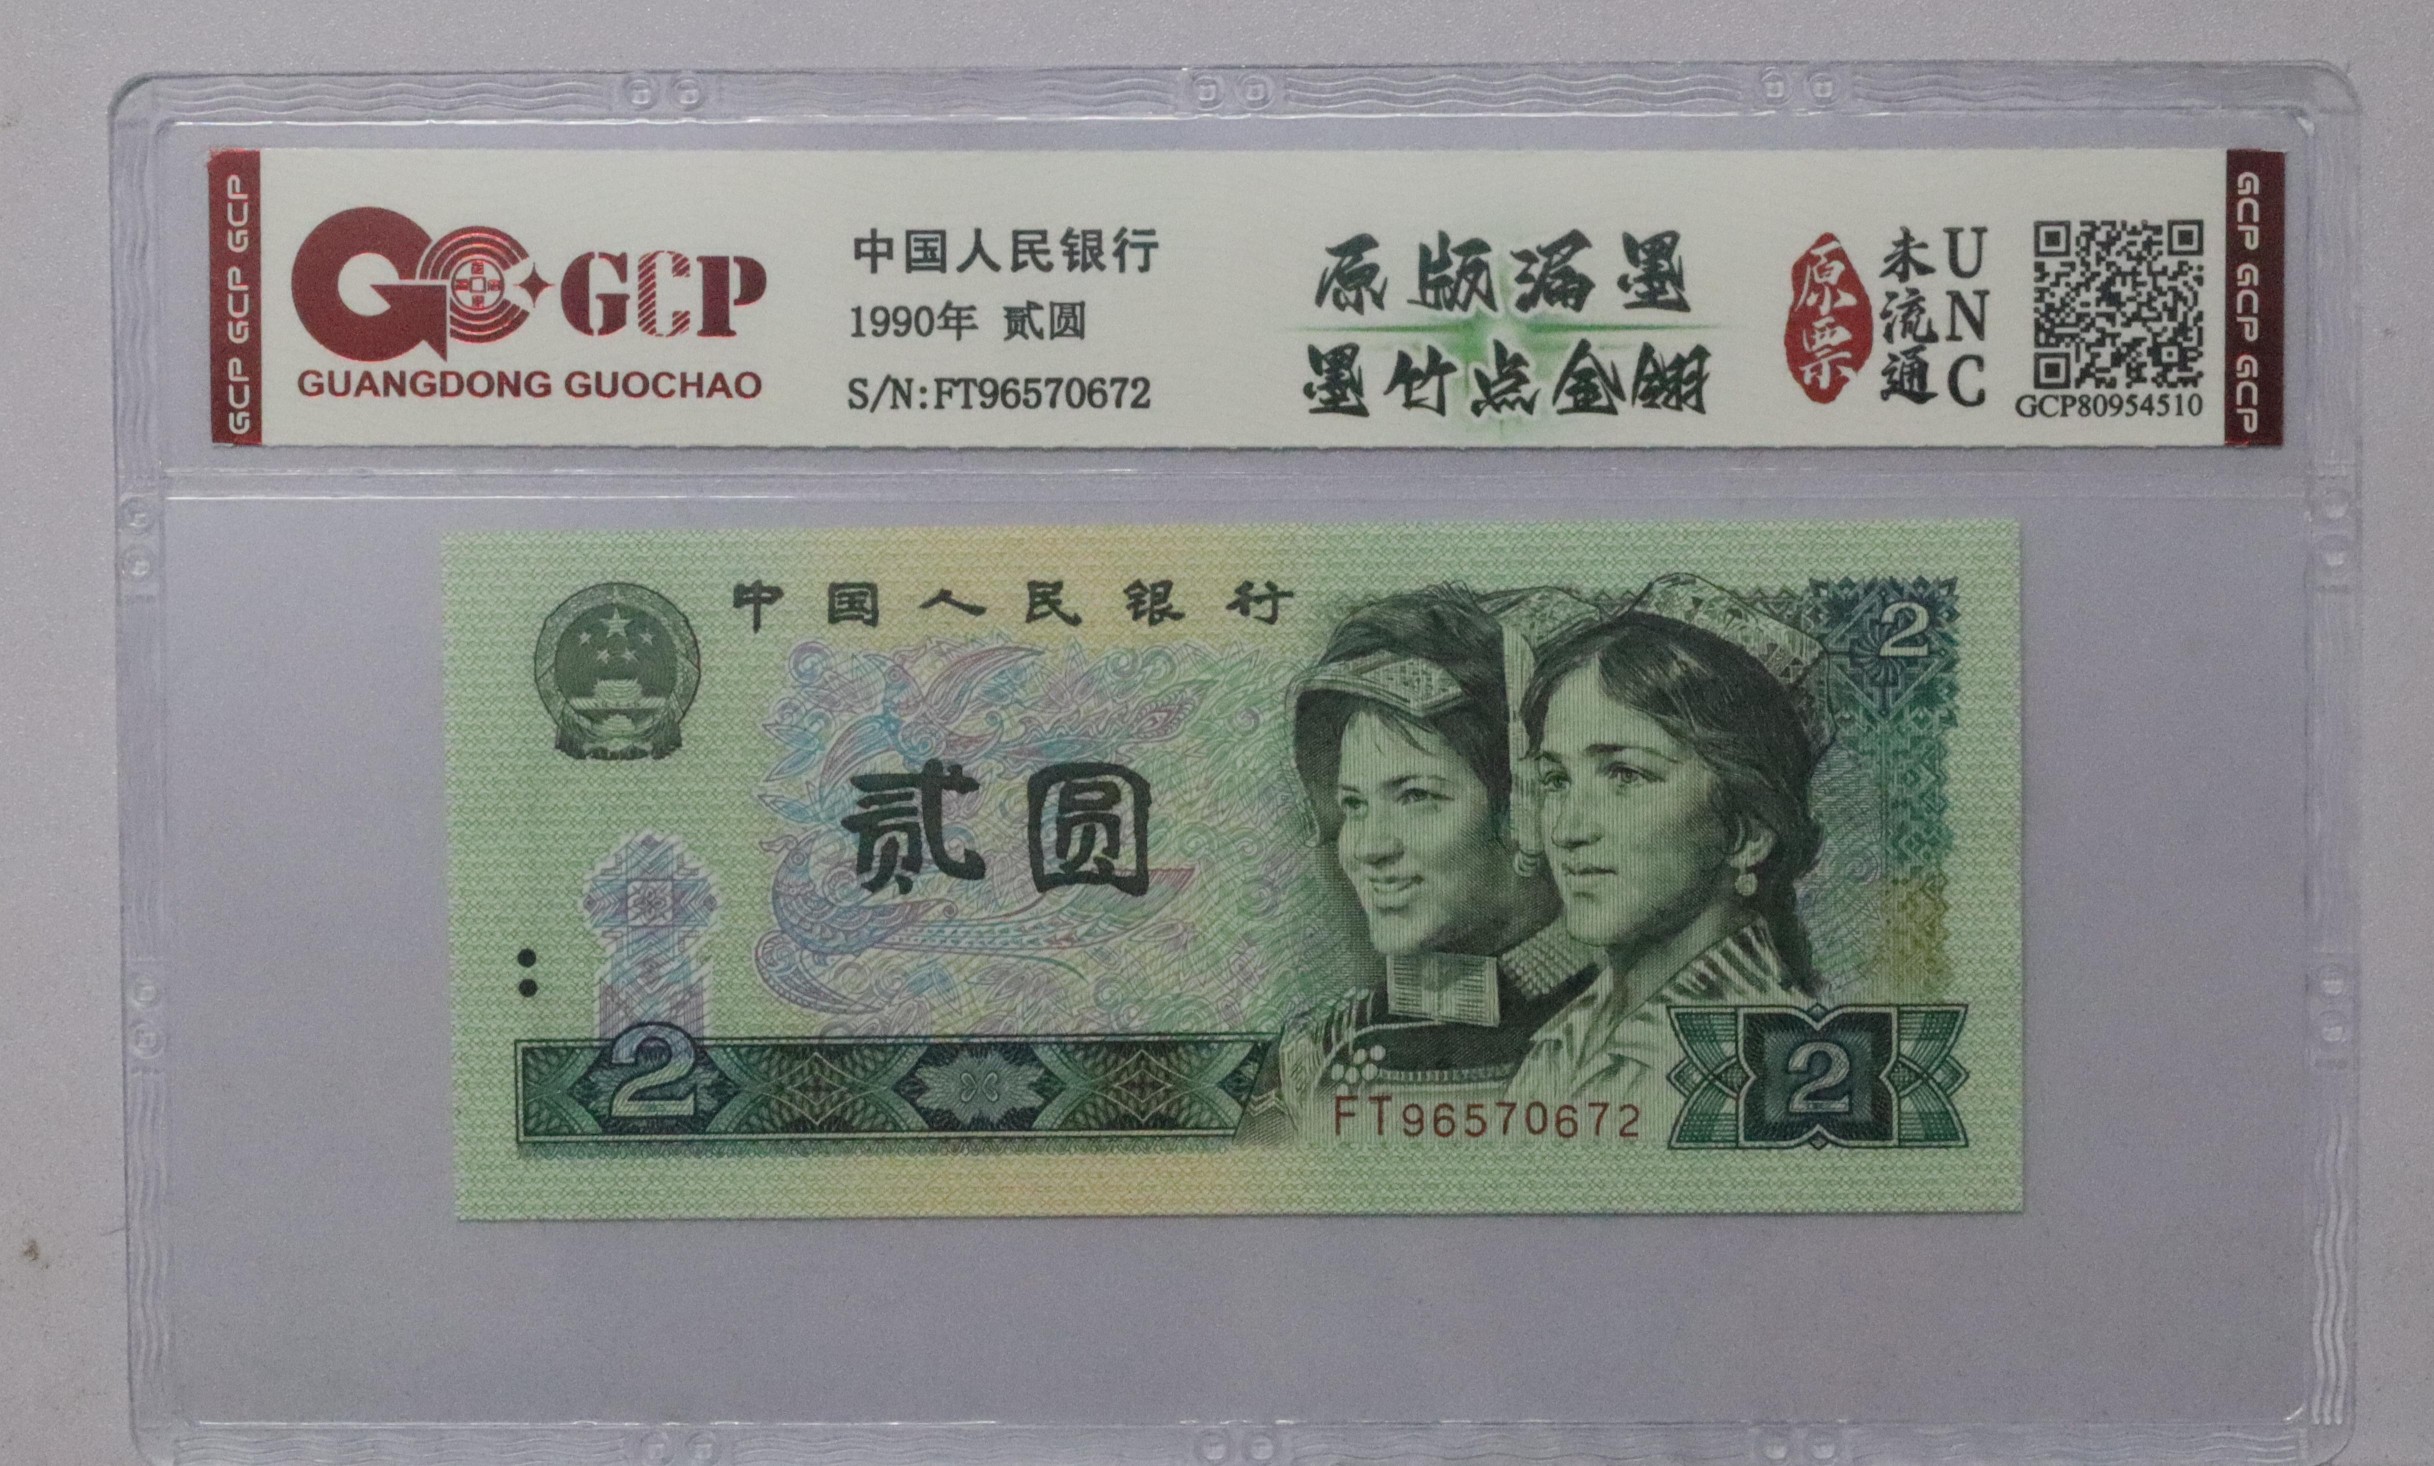 GCP GCP GCP
GCP
GUANGDONG GUOCHAO
中国人民银行
1990年 贰圆
S/N:FT96570672
原版漏墨
墨竹点金翎
原票
未流通
UNC
GCP80954510
GCP GCP GCP
中国人民银行
2
贰圆
2
FT96570672
2